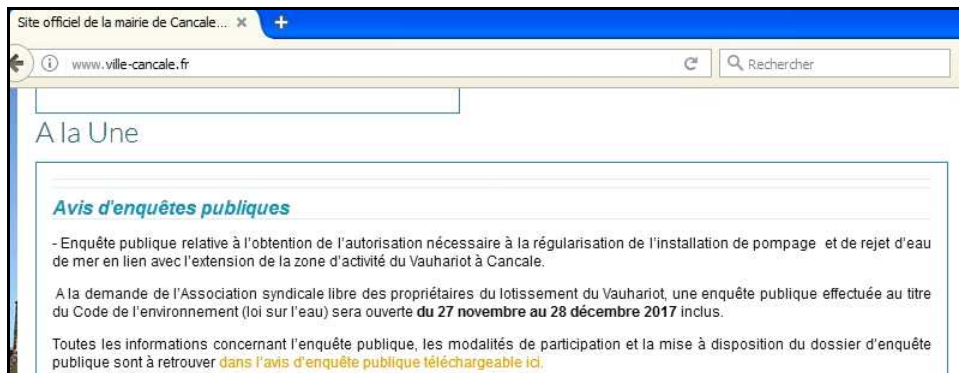 Site officiel de la mairie de Cancale...
www.ville-cancale.fr
Rechercher
A la Une
Avis d'enquêtes publiques
- Enquête publique relative à l'obtention de l'autorisation nécessaire à la régularisation de l'installation de pompage et de rejet d'eau
de mer en lien avec l'extension de la zone d'activité du Vauhariot à Cancale.
A la demande de l'Association syndicale libre des propriétaires du lotissement du Vauhariot, une enquête publique effectuée au titre
du Code de l'environnement (loi sur l'eau) sera ouverte du 27 novembre au 28 décembre 2017 inclus.
Toutes les informations concernant l'enquête publique, les modalités de participation et la mise à disposition du dossier d'enquête
publique sont à retrouver dans l'avis d'enquête publique téléchargeable ici.